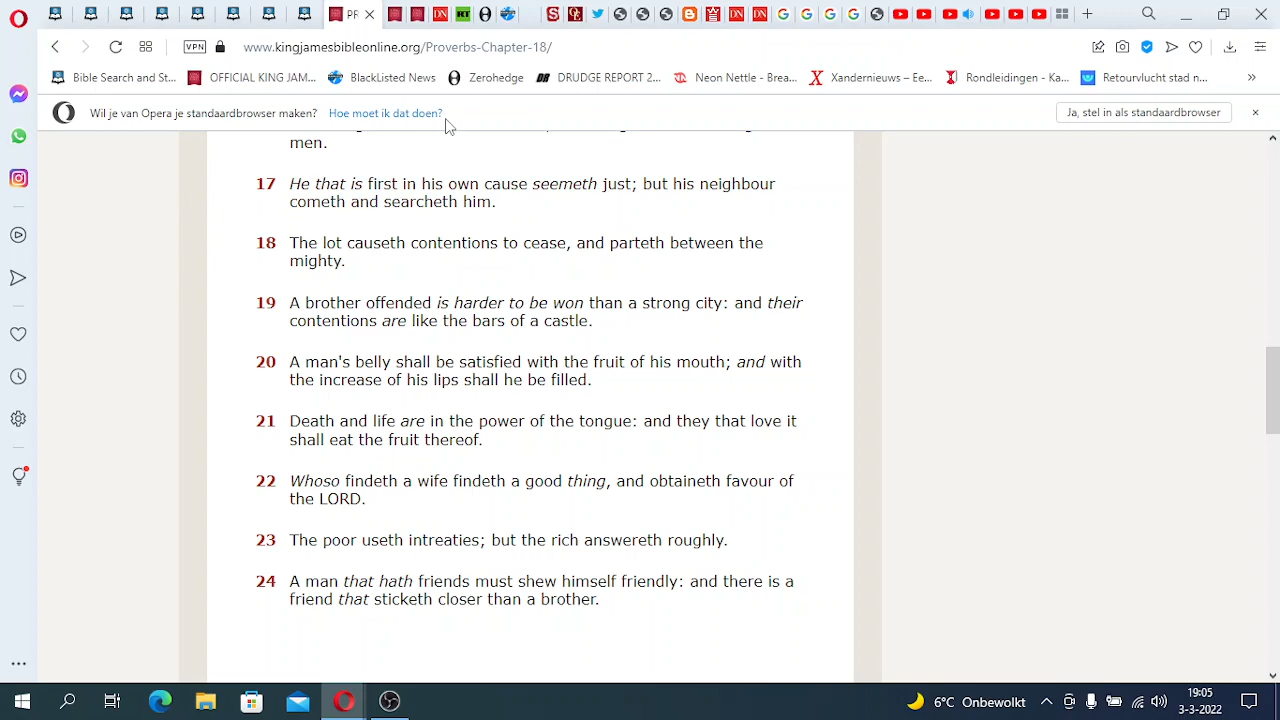 PR
www.kingjamesbibleonline.org/Proverbs-Chapter-18/
VPN
Bible Search and St...
OFFICIAL KING JAM...
BlackListed News
Zerohedge
DRUDGE REPORT 2...
Neon Nettle - Brea...
Xandernieuws – Ee...
Rondleidingen - Ka...
Retourvlucht stad n...
Wil je van Opera je standaardbrowser maken? Hoe moet ik dat doen?
Ja, stel in als standaardbrowser
men.
17 He that is first in his own cause seemeth just; but his neighbour
cometh and searcheth him.
18 The lot causeth contentions to cease, and parteth between the
mighty.
19 A brother offended is harder to be won than a strong city: and their
contentions are like the bars of a castle.
20 A man's belly shall be satisfied with the fruit of his mouth; and with
the increase of his lips shall he be filled.
21 Death and life are in the power of the tongue: and they that love it
shall eat the fruit thereof.
22 Whoso findeth a wife findeth a good thing, and obtaineth favour of
the LORD.
23 The poor useth intreaties; but the rich answereth roughly.
24 A man that hath friends must shew himself friendly: and there is a
friend that sticketh closer than a brother.
6°C Onbewolkt
19:05
3-3-2022